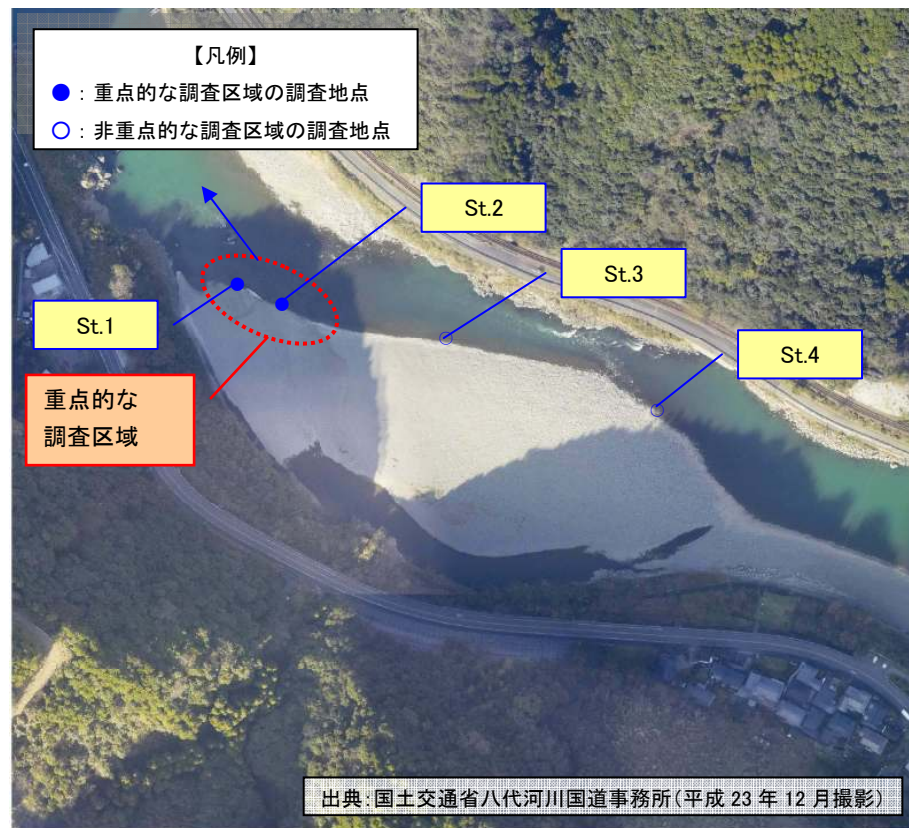 【凡例】
●：重点的な調査区域の調査地点
○：非重点的な調査区域の調査地点
St.2
St.3
St.1
St.4
重点的な
調査区域
出典：国土交通省八代河川国道事務所(平成 23 年 12 月撮影)